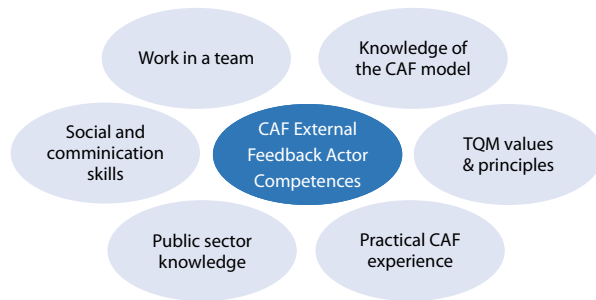 Work in a team
Knowledge of
the CAF model
Social and
comminication
skills
CAF External
Feedback Actor
Competences
TQM values
& principles
Public sector
knowledge
Practical CAF
experience